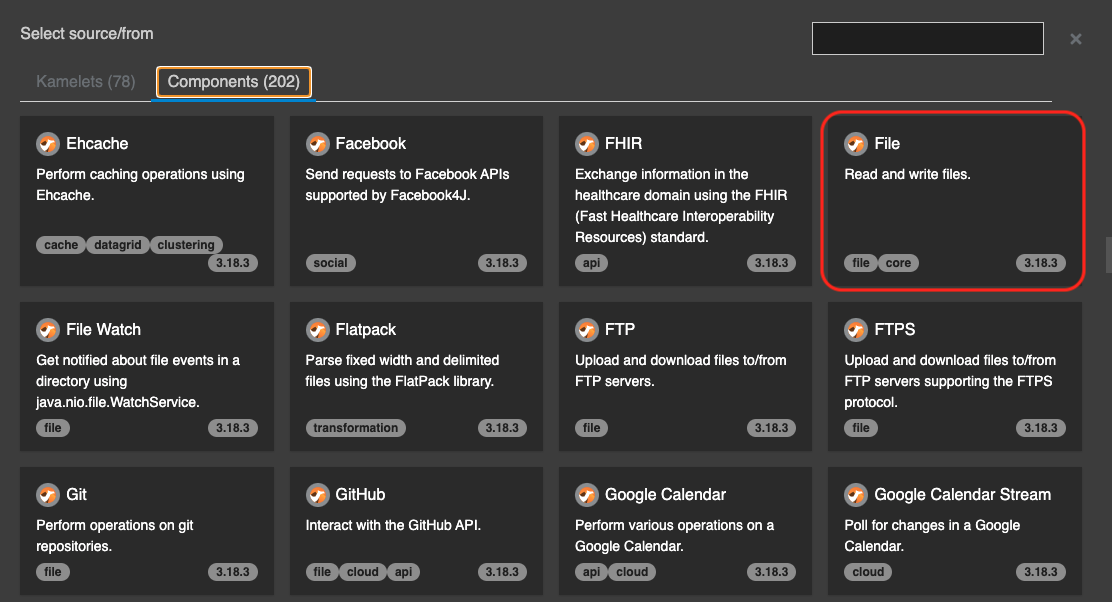 Select source/from
Kamelets (78)
Components (202)
Ehcache
Perform caching operations using
Ehcache.
cache datagrid clustering
3.18.3
Facebook
Send requests to Facebook APIs
supported by Facebook4J.
social
3.18.3
FHIR
Exchange information in the
healthcare domain using the FHIR
(Fast Healthcare Interoperability
Resources) standard.
api
3.18.3
File
Read and write files.
file core
3.18.3
File Watch
Get notified about file events in a
directory using
java.nio.file.WatchService.
file
3.18.3
Flatpack
Parse fixed width and delimited
files using the FlatPack library.
transformation
3.18.3
FTP
Upload and download files to/from
FTP servers.
file
3.18.3
FTPS
Upload and download files to/from
FTP servers supporting the FTPS
protocol.
file
3.18.3
Git
Perform operations on git
repositories.
file
3.18.3
GitHub
Interact with the GitHub API.
file cloud api
3.18.3
Google Calendar
Perform various operations on a
Google Calendar.
api cloud
3.18.3
Google Calendar Stream
Poll for changes in a Google
Calendar.
cloud
3.18.3